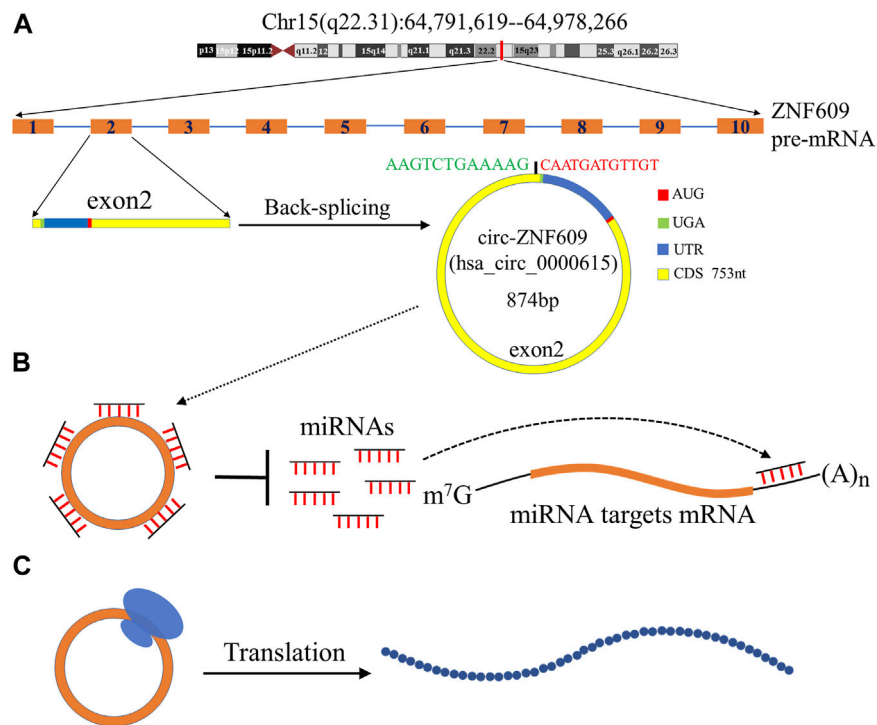 A
Chr15(q22.31):64,791,619--64,978,266
p13 15p12 15p11.2 q11.2 12 15q14 q21.1 q21.3 22.2 15q23 25.3 q26.1 26.2 26.3
1 2 3 4 5 6 7 8 9 10
ZNF609
pre-mRNA
AAGTCTGAAAAG CAATGATGTTGT
exon2
Back-splicing
circ-ZNF609
(hsa_circ_0000615)
874bp
exon2
AUG
UGA
UTR
CDS 753nt
B
miRNAs
m⁷G
(A)n
miRNA targets mRNA
C
Translation